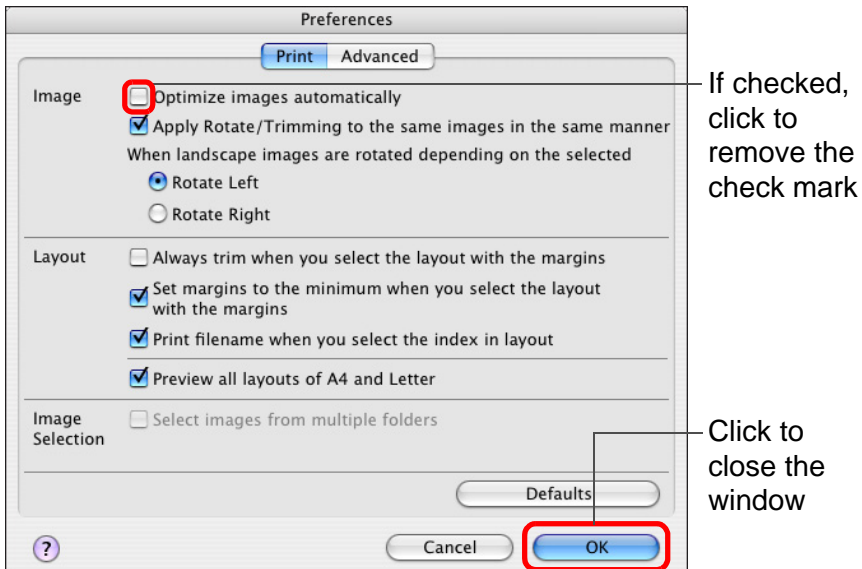 Preferences
Print Advanced
Image
Optimize images automatically
Apply Rotate/Trimming to the same images in the same manner
When landscape images are rotated depending on the selected
Rotate Left
Rotate Right
Layout
Always trim when you select the layout with the margins
Set margins to the minimum when you select the layout
with the margins
Print filename when you select the index in layout
Preview all layouts of A4 and Letter
Image
Selection
Select images from multiple folders
Defaults
?
Cancel
OK
If checked,
click to
remove the
check mark
Click to
close the
window